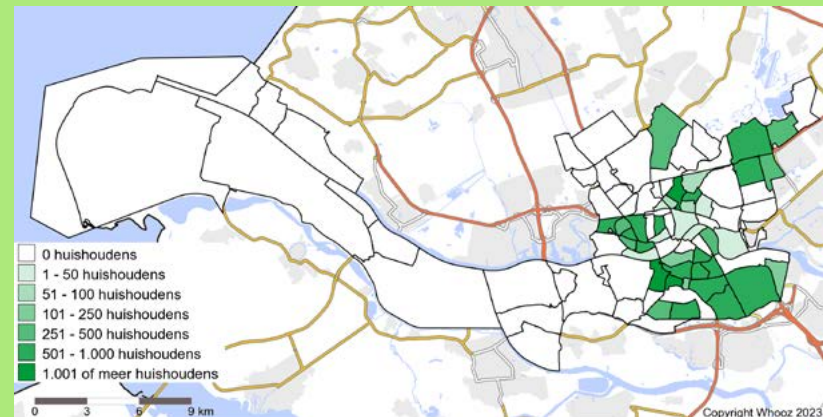 0 huishoudens
1 - 50 huishoudens
51 - 100 huishoudens
101 - 250 huishoudens
251 - 500 huishoudens
501 - 1.000 huishoudens
1.001 of meer huishoudens
0 3 6 9 km
Copyright Whooz 2023